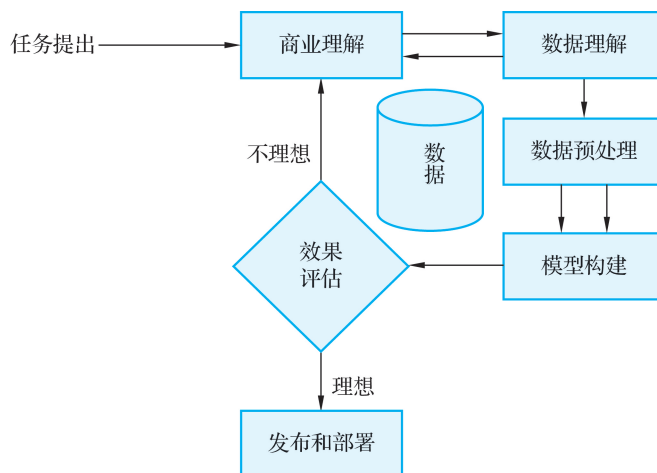 任务提出
商业理解
数据理解
数
据
数据预处理
不理想
效果
评估
模型构建
理想
发布和部署